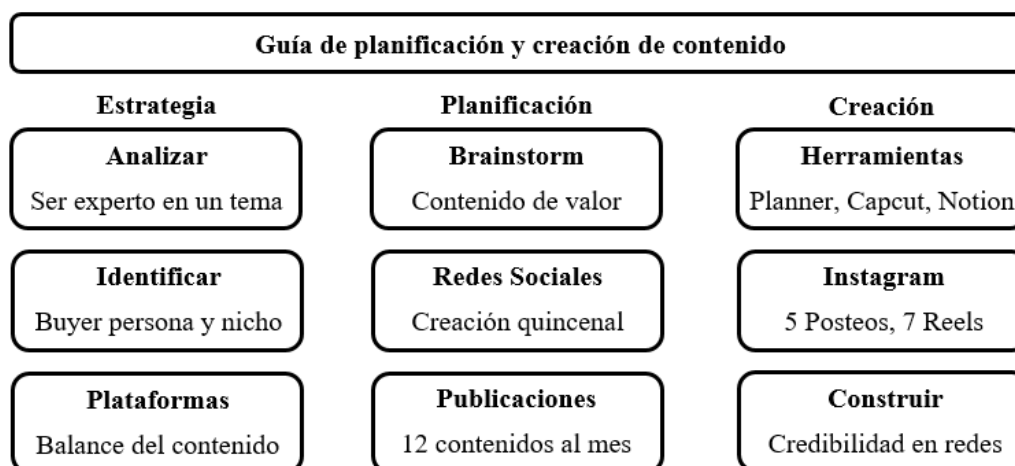 Guía de planificación y creación de contenido
Estrategia
Analizar
Ser experto en un tema
Identificar
Buyer persona y nicho
Plataformas
Balance del contenido
Planificación
Brainstorm
Contenido de valor
Redes Sociales
Creación quincenal
Publicaciones
12 contenidos al mes
Creación
Herramientas
Planner, Capcut, Notion
Instagram
5 Posteos, 7 Reels
Construir
Credibilidad en redes